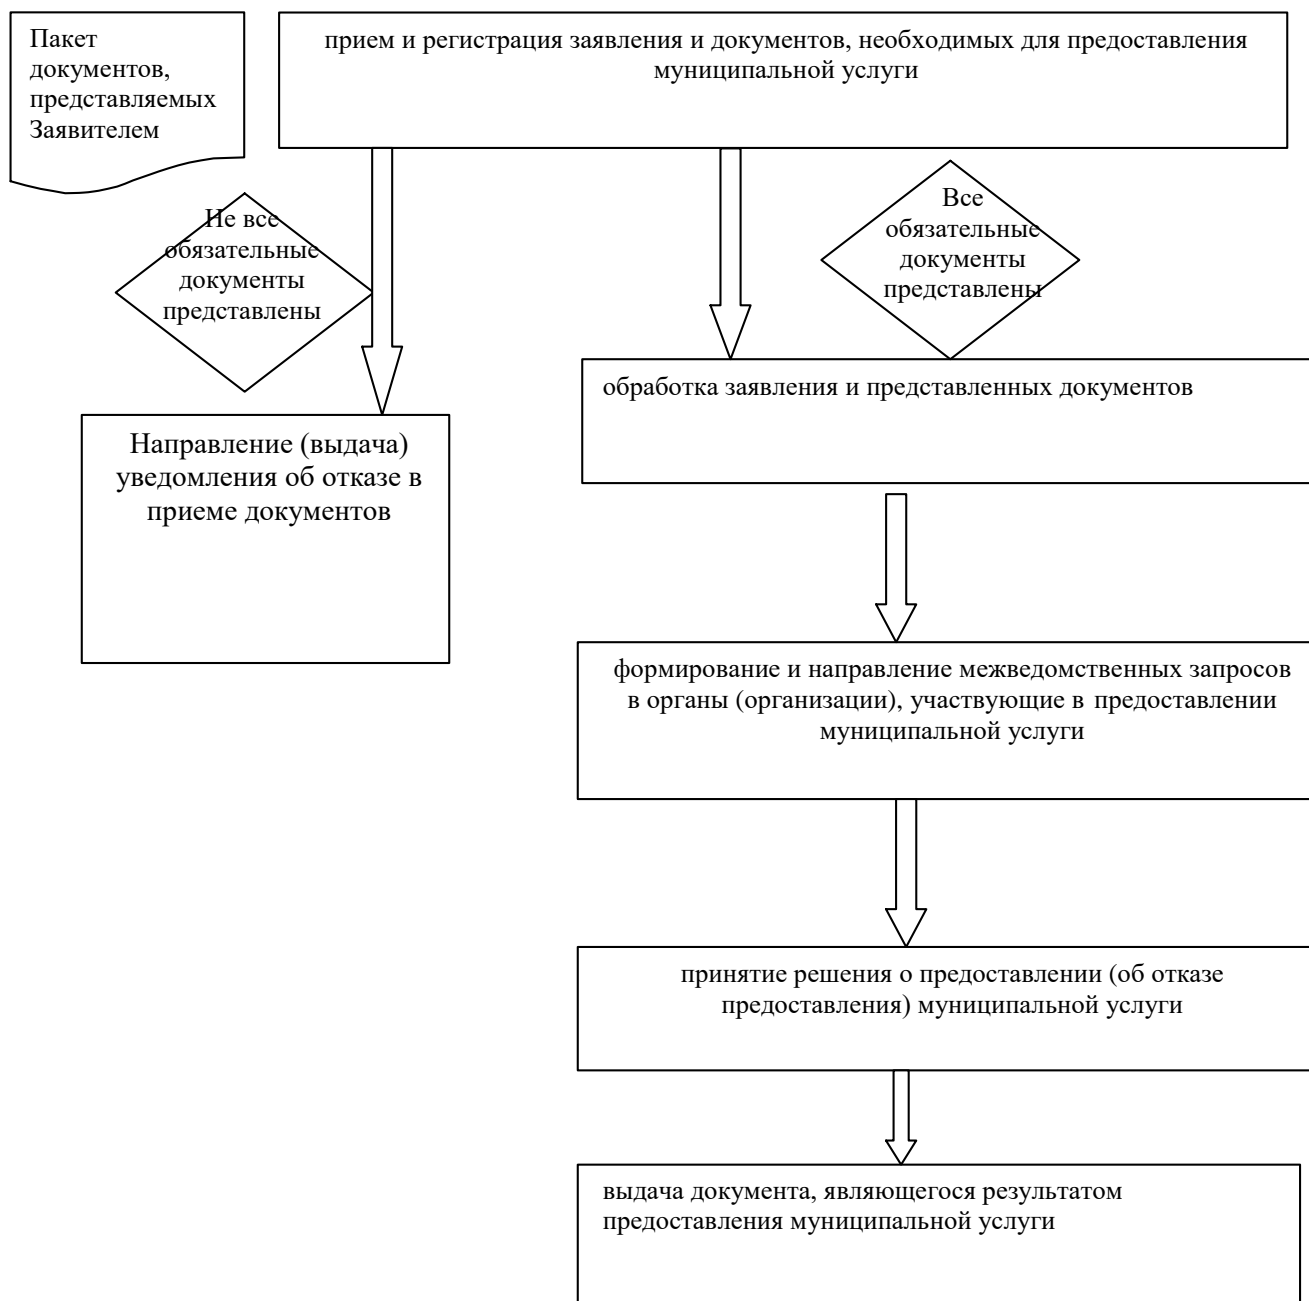 Пакет
документов,
представляемых
Заявителем
прием и регистрация заявления и документов, необходимых для предоставления
муниципальной услуги
Не все
обязательные
документы
представлены
Все
обязательные
документы
представлены
обработка заявления и представленных документов
Направление (выдача)
уведомления об отказе в
приеме документов
формирование и направление межведомственных запросов
в органы (организации), участвующие в предоставлении
муниципальной услуги
принятие решения о предоставлении (об отказе
предоставления) муниципальной услуги
выдача документа, являющегося результатом
предоставления муниципальной услуги